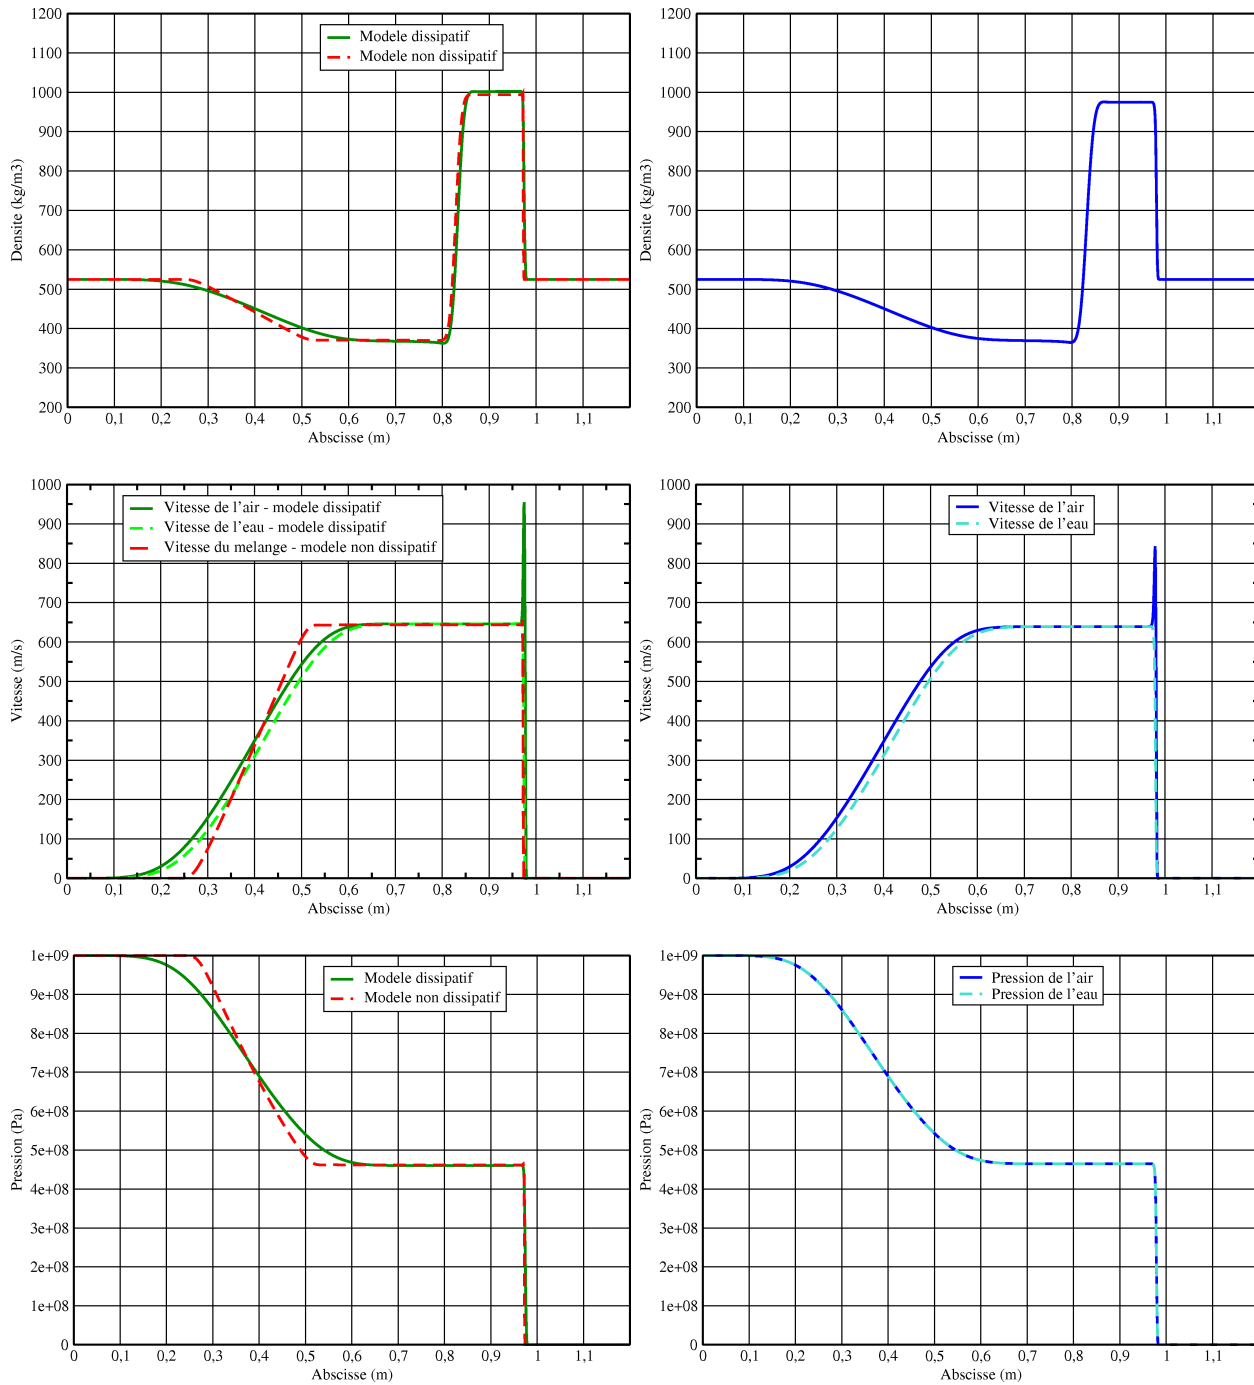 1200
1100
1000
900
800
700
600
500
400
300
200
Densite (kg/m3)
Modele dissipatif
Modele non dissipatif
0 0,1 0,2 0,3 0,4 0,5 0,6 0,7 0,8 0,9 1 1,1
Abscisse (m)
1200
1100
1000
900
800
700
600
500
400
300
200
Densite (kg/m3)
0 0,1 0,2 0,3 0,4 0,5 0,6 0,7 0,8 0,9 1 1,1
Abscisse (m)
1000
900
800
700
600
500
400
300
200
100
0
Vitesse (m/s)
Vitesse de l'air - modele dissipatif
Vitesse de l'eau - modele dissipatif
Vitesse du melange - modele non dissipatif
0 0,1 0,2 0,3 0,4 0,5 0,6 0,7 0,8 0,9 1 1,1
Abscisse (m)
1000
900
800
700
600
500
400
300
200
100
0
Vitesse (m/s)
Vitesse de l'air
Vitesse de l'eau
0 0,1 0,2 0,3 0,4 0,5 0,6 0,7 0,8 0,9 1 1,1
Abscisse (m)
1e+09
9e+08
8e+08
7e+08
6e+08
5e+08
4e+08
3e+08
2e+08
1e+08
0
Pression (Pa)
Modele dissipatif
Modele non dissipatif
0 0,1 0,2 0,3 0,4 0,5 0,6 0,7 0,8 0,9 1 1,1
Abscisse (m)
1e+09
9e+08
8e+08
7e+08
6e+08
5e+08
4e+08
3e+08
2e+08
1e+08
0
Pression (Pa)
Pression de l'air
Pression de l'eau
0 0,1 0,2 0,3 0,4 0,5 0,6 0,7 0,8 0,9 1 1,1
Abscisse (m)